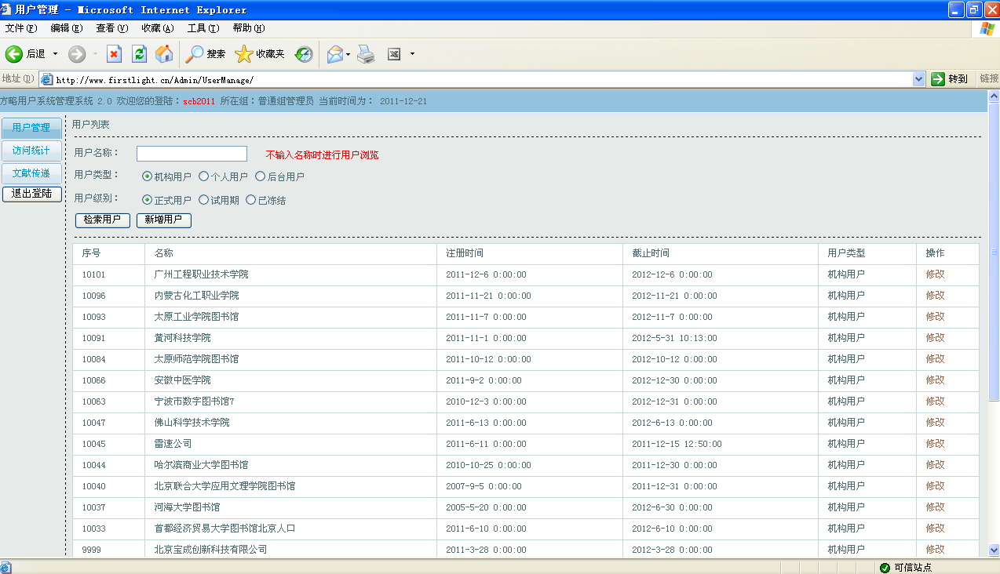 用户管理 - Microsoft Internet Explorer
文件(F) 编辑(E) 查看(V) 收藏(A) 工具(T) 帮助(H)
后退 搜索 收藏夹
地址(D) http://www.firstlight.cn/Admin/UserManage/ 转到 链接
方略用户系统管理系统 2.0 欢迎您的登陆：scb2011 所在组：普通组管理员 当前时间为： 2011-12-21
用户管理
访问统计
文献传递
退出登陆
用户列表
用户名称： 不输入名称时进行用户浏览
用户类型： 机构用户 个人用户 后台用户
用户级别： 正式用户 试用期 已冻结
检索用户 新增用户
序号 名称 注册时间 截止时间 用户类型 操作
10101 广州工程职业技术学院 2011-12-6 0:00:00 2012-12-6 0:00:00 机构用户 修改
10096 内蒙古化工职业学院 2011-11-21 0:00:00 2012-11-21 0:00:00 机构用户 修改
10093 太原工业学院图书馆 2011-11-7 0:00:00 2012-11-7 0:00:00 机构用户 修改
10091 黄河科技学院 2011-11-1 0:00:00 2012-5-31 10:13:00 机构用户 修改
10084 太原师范学院图书馆 2011-10-12 0:00:00 2012-10-12 0:00:00 机构用户 修改
10066 安徽中医学院 2011-9-2 0:00:00 2012-12-30 0:00:00 机构用户 修改
10063 宁波市数字图书馆7 2010-12-3 0:00:00 2012-12-31 0:00:00 机构用户 修改
10047 佛山科学技术学院 2011-6-13 0:00:00 2012-6-13 0:00:00 机构用户 修改
10045 雷速公司 2011-6-11 0:00:00 2011-12-15 12:50:00 机构用户 修改
10044 哈尔滨商业大学图书馆 2010-10-25 0:00:00 2011-12-30 0:00:00 机构用户 修改
10040 北京联合大学应用文理学院图书馆 2007-9-5 0:00:00 2011-12-31 0:00:00 机构用户 修改
10037 河海大学图书馆 2005-5-20 0:00:00 2012-6-30 0:00:00 机构用户 修改
10033 首都经济贸易大学图书馆北京入口 2011-6-10 0:00:00 2012-6-10 0:00:00 机构用户 修改
9999 北京宝成创新科技有限公司 2011-3-28 0:00:00 2012-3-28 0:00:00 机构用户 修改
可信站点